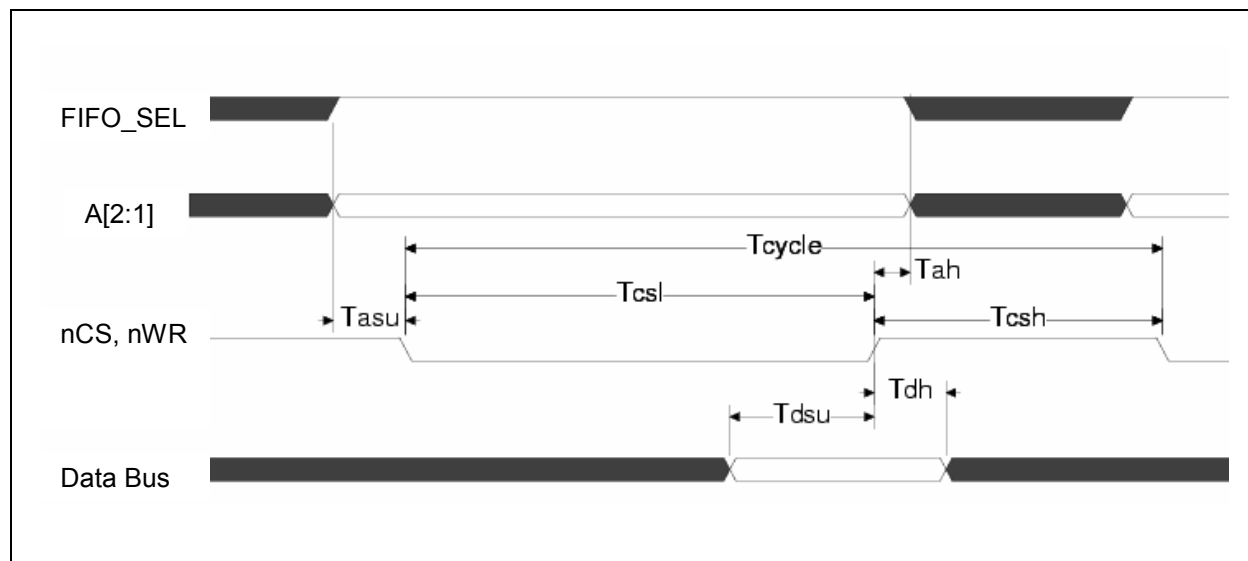 FIFO_SEL
A[2:1]
Tcycle
Tah
Tcsl
Tasu
Tcsh
nCS, nWR
Tdh
Tdsu
Data Bus